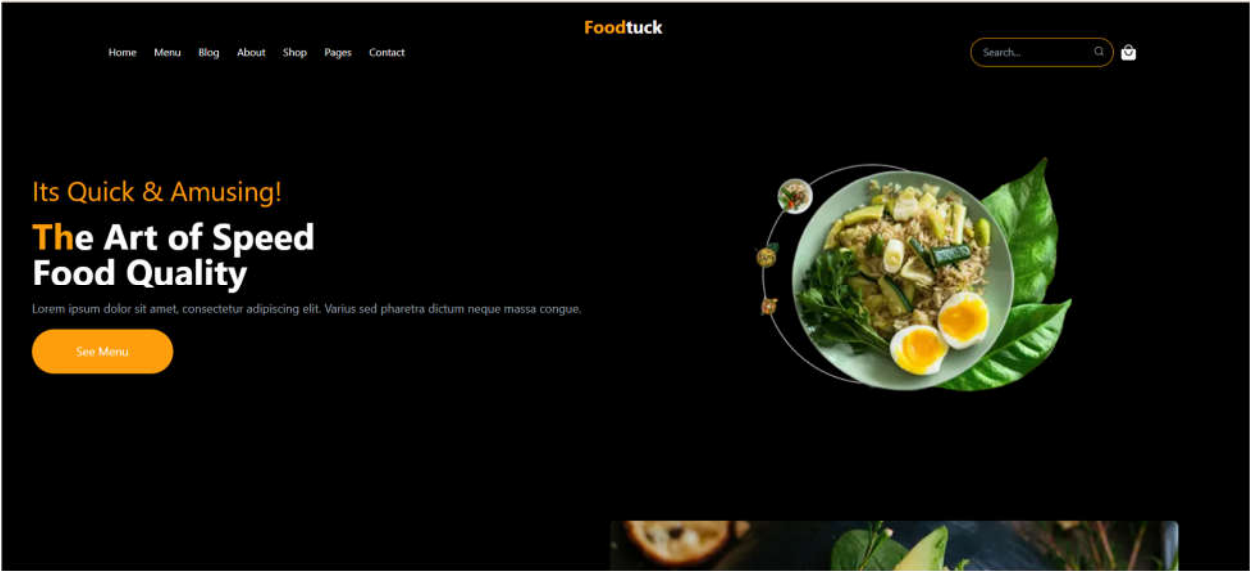 Foodtuck
Home Menu Blog About Shop Pages Contact
Search...
Its Quick & Amusing!
The Art of Speed
Food Quality
Lorem ipsum dolor sit amet, consectetur adipiscing elit. Varius sed pharetra dictum neque massa congue.
See Menu